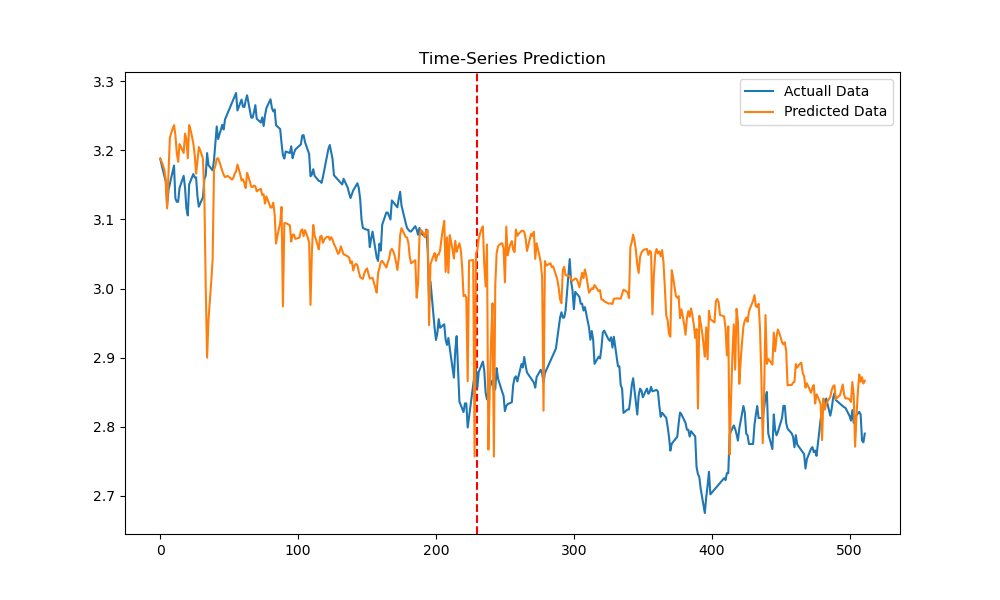 Time-Series Prediction
Actuall Data
Predicted Data
3.3
3.2
3.1
3.0
2.9
2.8
2.7
0 100 200 300 400 500